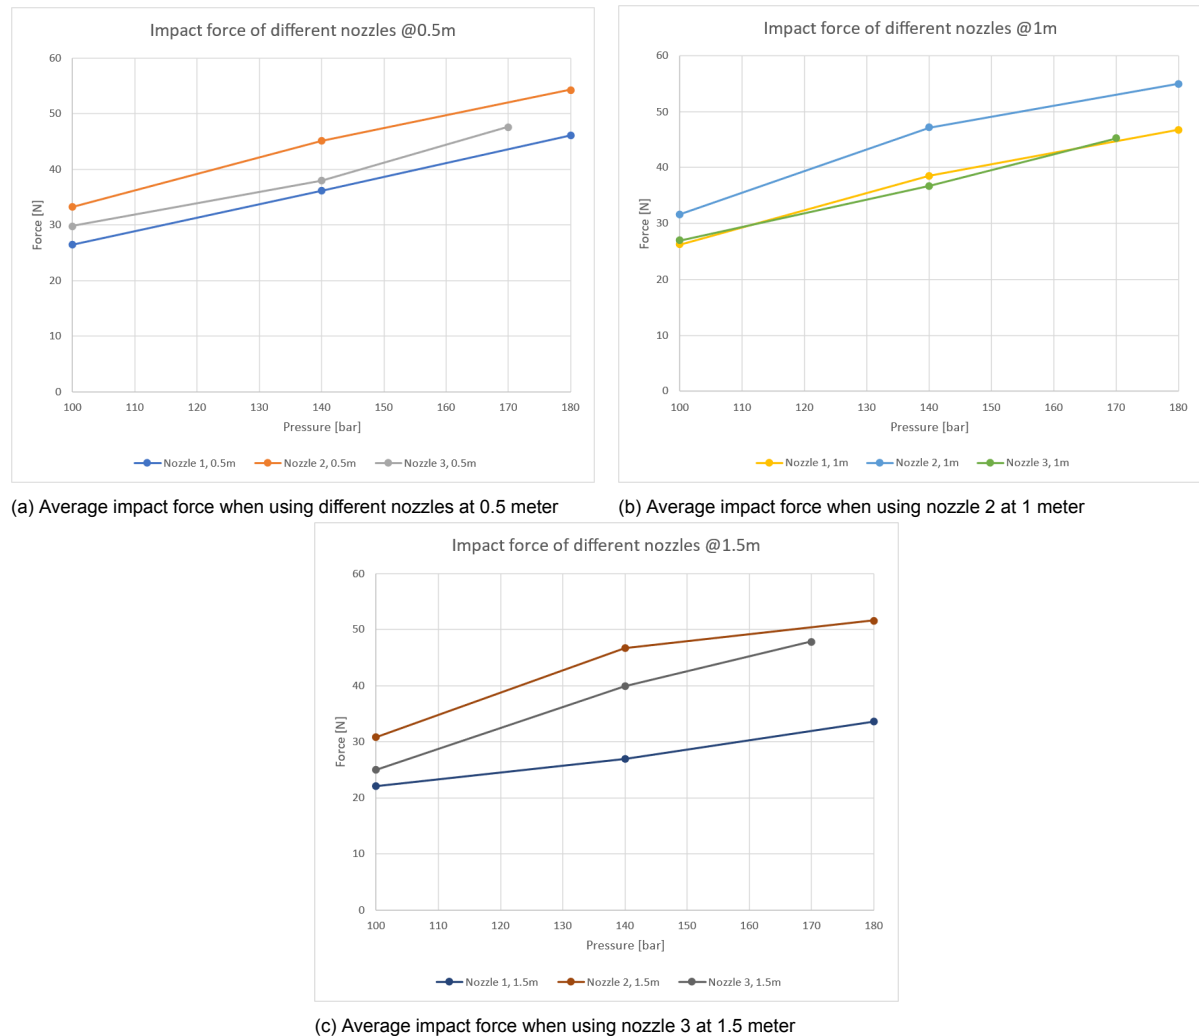 Impact force of different nozzles @0.5m
60
50
40
30
20
10
0
Force [N]
100 110 120 130 140 150 160 170 180
Pressure [bar]
Nozzle 1, 0.5m Nozzle 2, 0.5m Nozzle 3, 0.5m
(a) Average impact force when using different nozzles at 0.5 meter
Impact force of different nozzles @1m
60
50
40
30
20
10
0
Force [N]
100 110 120 130 140 150 160 170 180
Pressure [bar]
Nozzle 1, 1m Nozzle 2, 1m Nozzle 3, 1m
(b) Average impact force when using nozzle 2 at 1 meter
Impact force of different nozzles @1.5m
60
50
40
30
20
10
0
Force [N]
100 110 120 130 140 150 160 170 180
Pressure [bar]
Nozzle 1, 1.5m Nozzle 2, 1.5m Nozzle 3, 1.5m
(c) Average impact force when using nozzle 3 at 1.5 meter